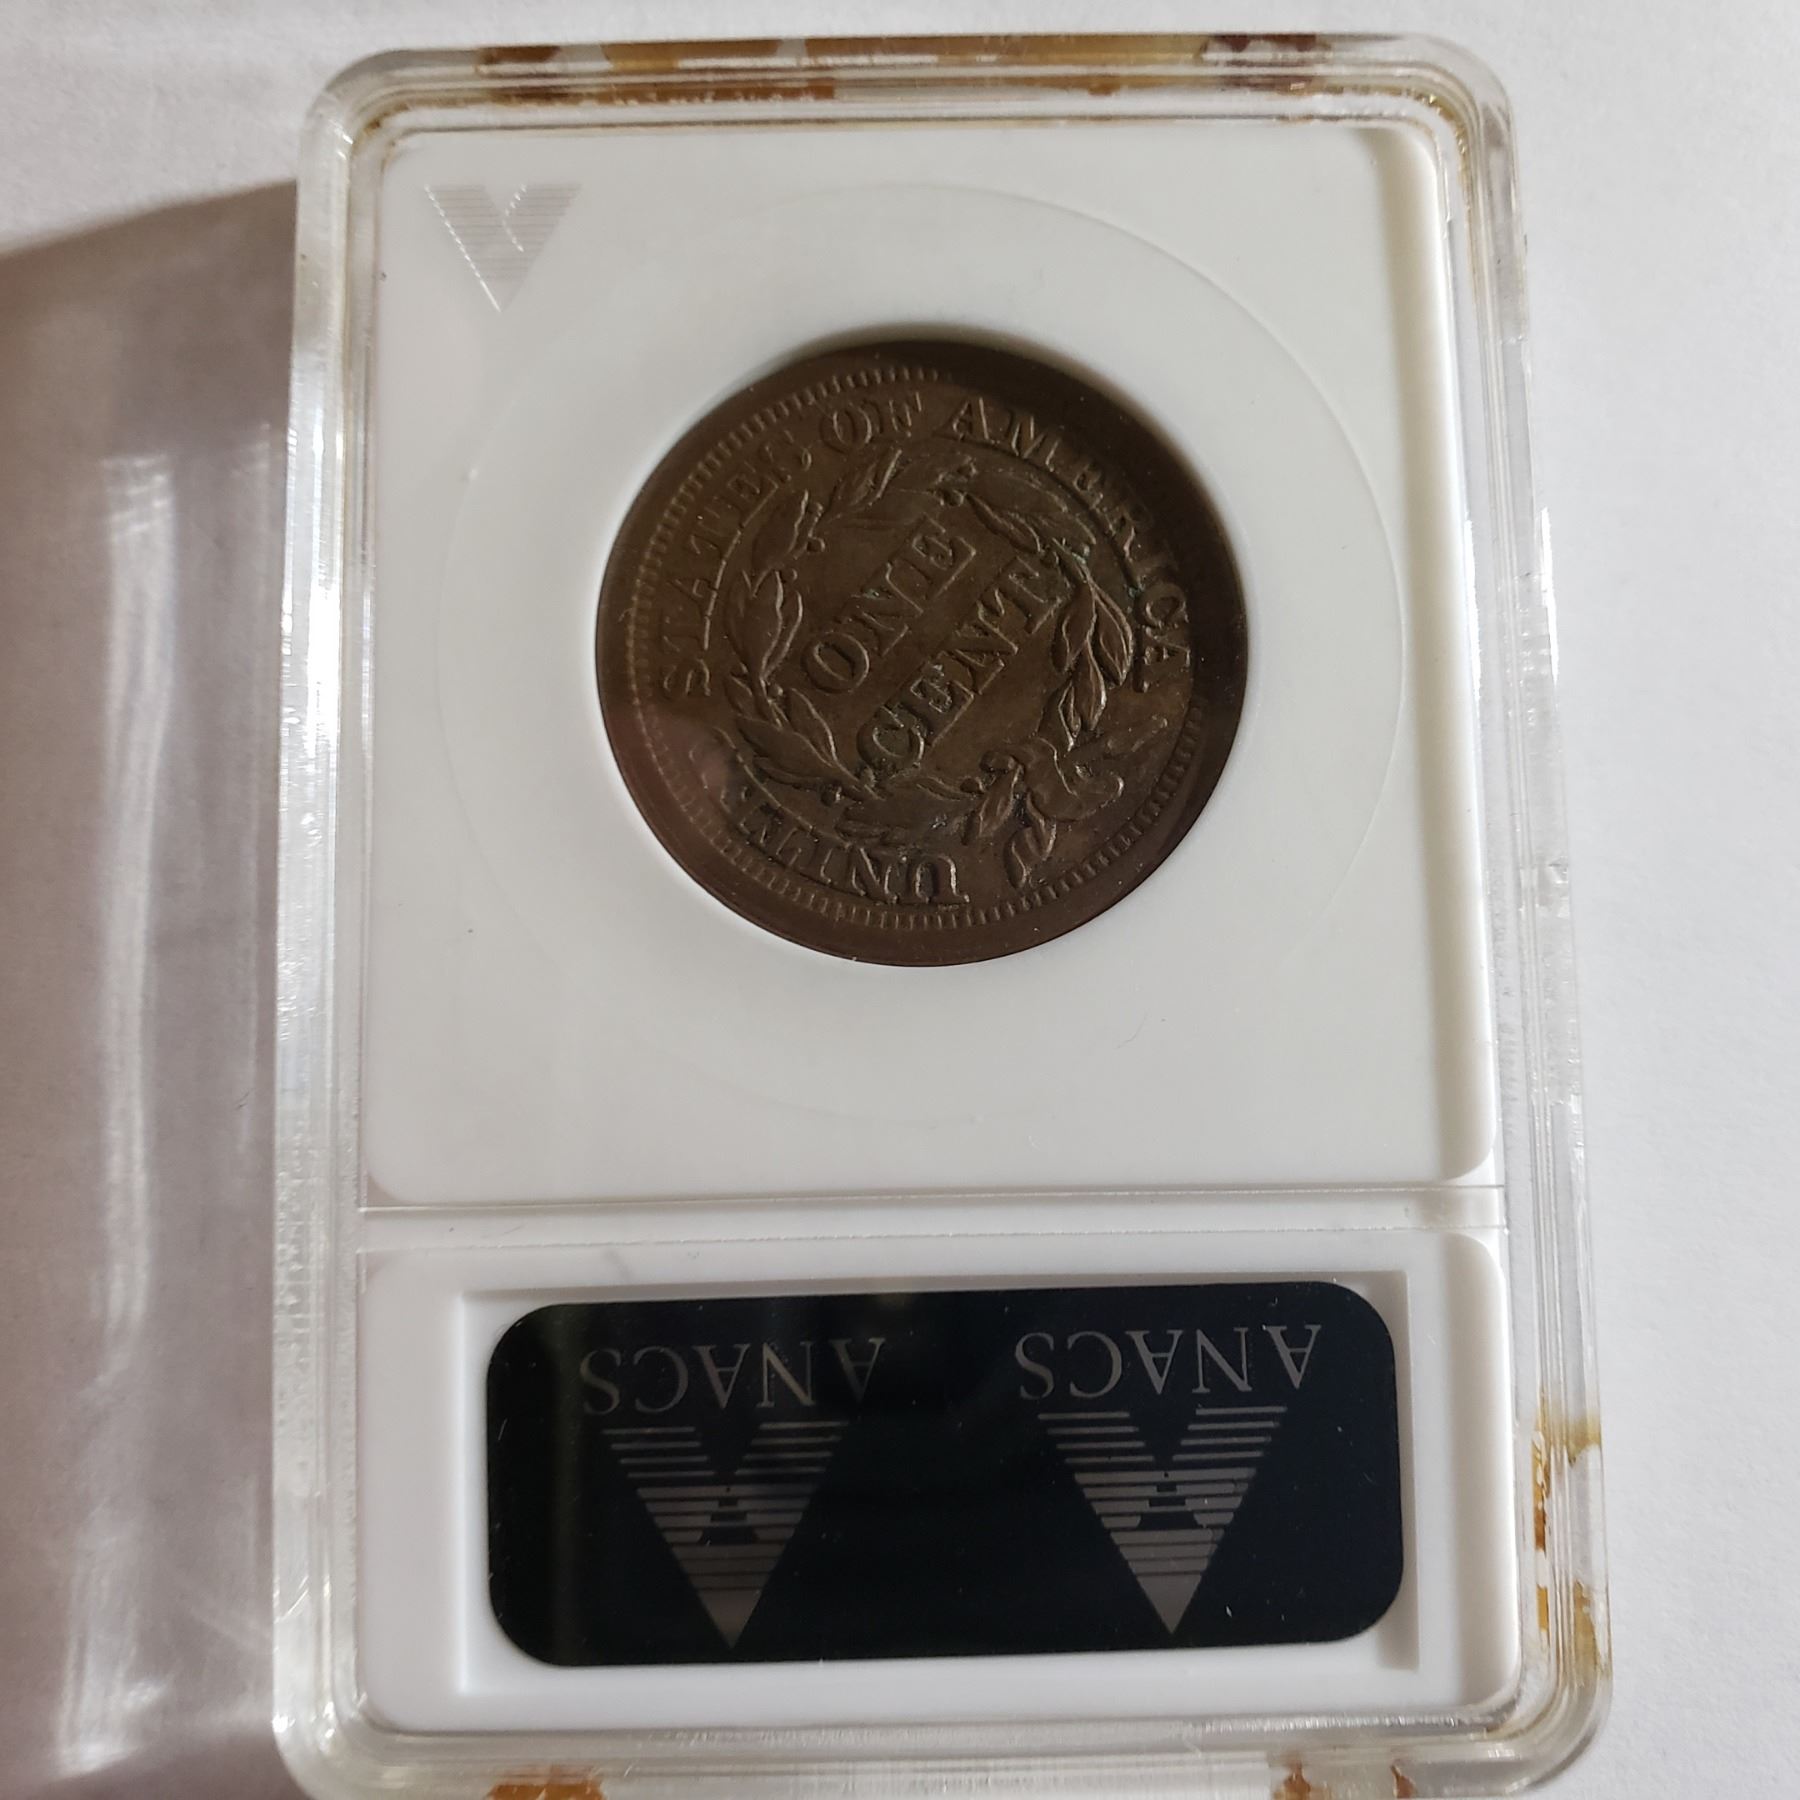 UNITED STATES OF AMERICA
ONE
CENT
ANACS ANACS